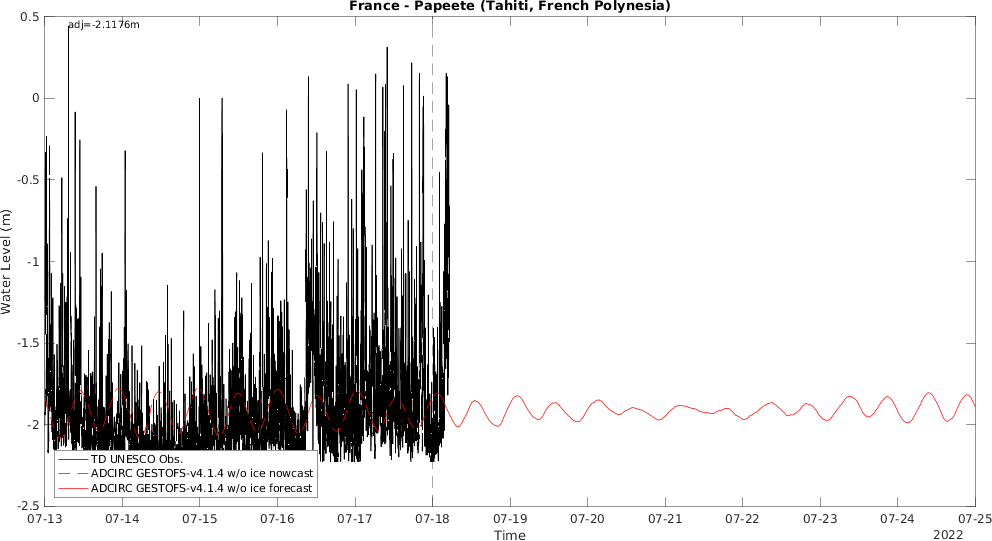 France - Papeete (Tahiti, French Polynesia)
adj=-2.1176m
0.5
0
-0.5
-1
-1.5
-2
-2.5
Water Level (m)
TD UNESCO Obs.
ADCIRC GESTOFS-v4.1.4 w/o ice nowcast
ADCIRC GESTOFS-v4.1.4 w/o ice forecast
07-13 07-14 07-15 07-16 07-17 07-18 07-19 07-20 07-21 07-22 07-23 07-24 07-25
Time
2022